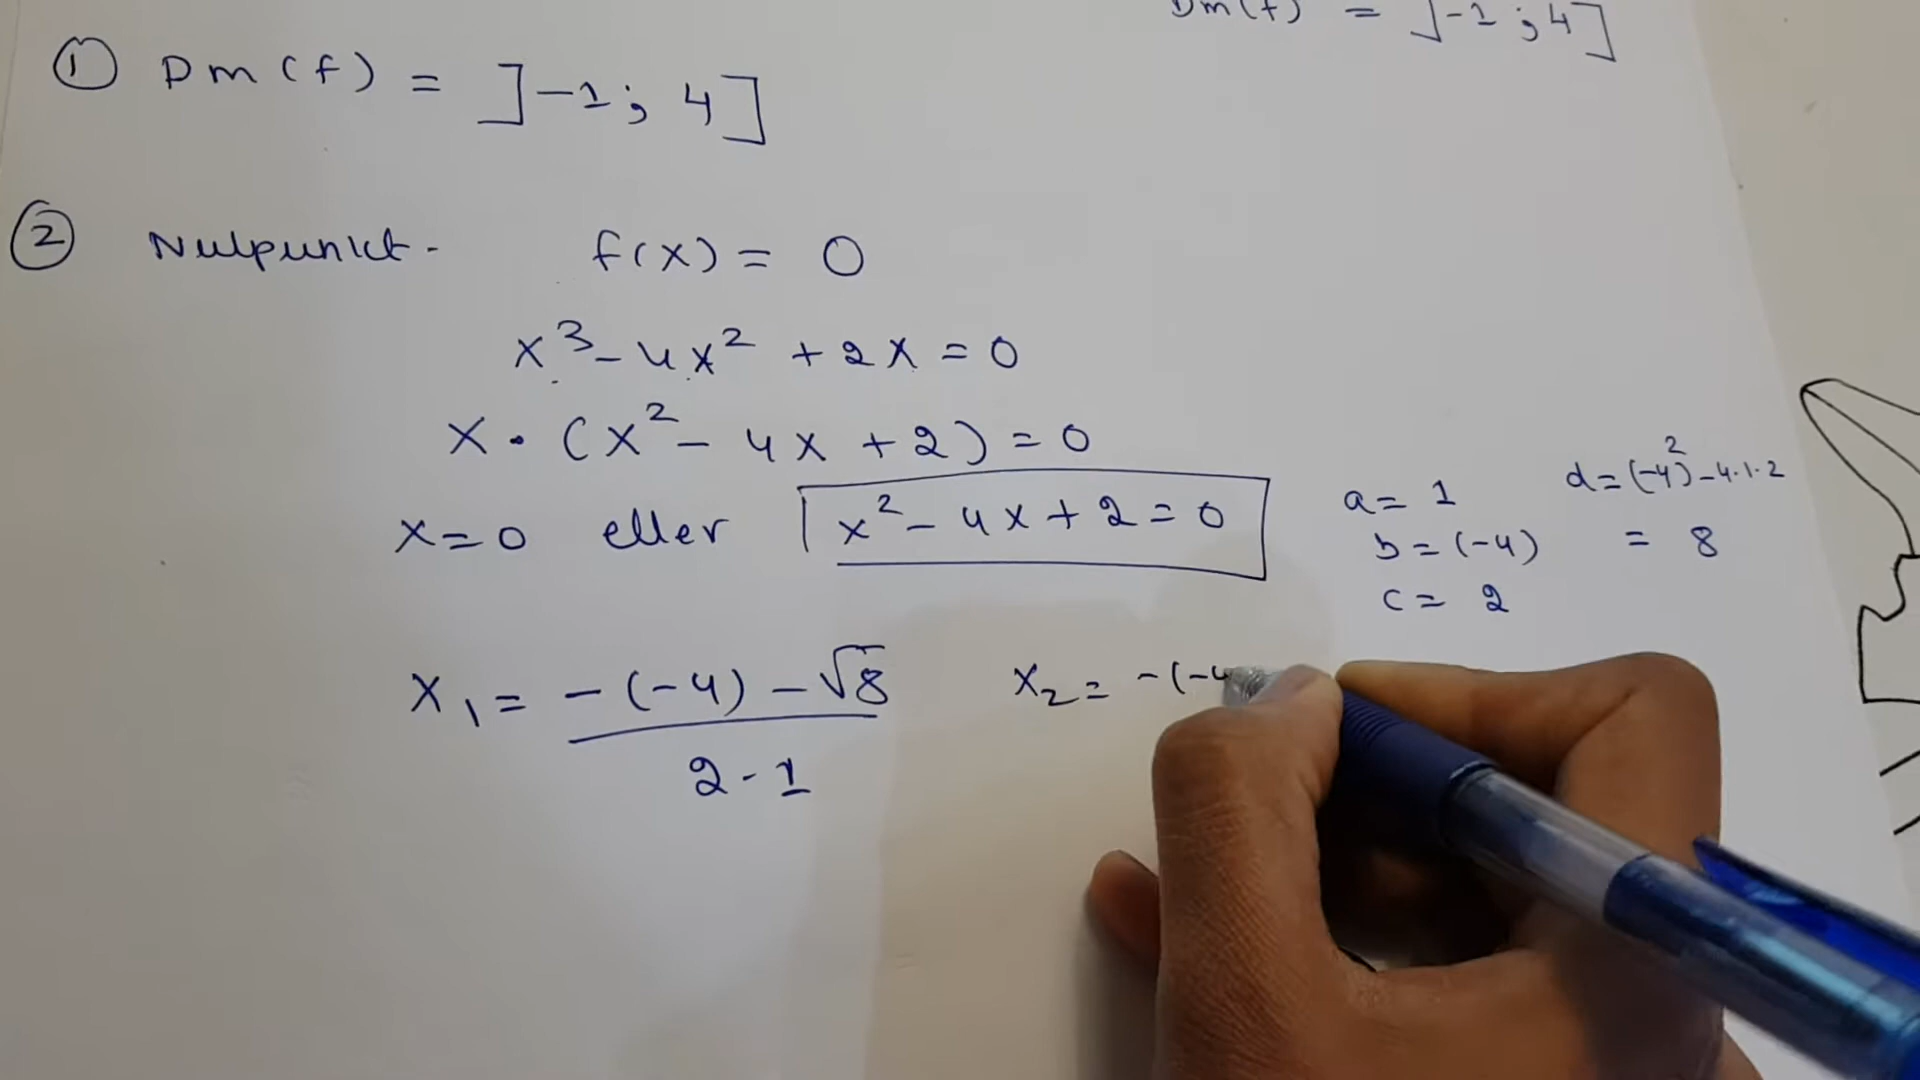 Dm(f) = ]-1 ; 4]
① Dm(f) = ]-1; 4]
② Nulpunkt - f(x) = 0
x³ - 4x² + 2x = 0
x · (x² - 4x + 2) = 0
x = 0 eller x² - 4x + 2 = 0
a = 1
b = (-4)
c = 2
d = (-4)² - 4·1·2
= 8
x₁ = -(-4) - √8
2·1
x₂ = -(-4